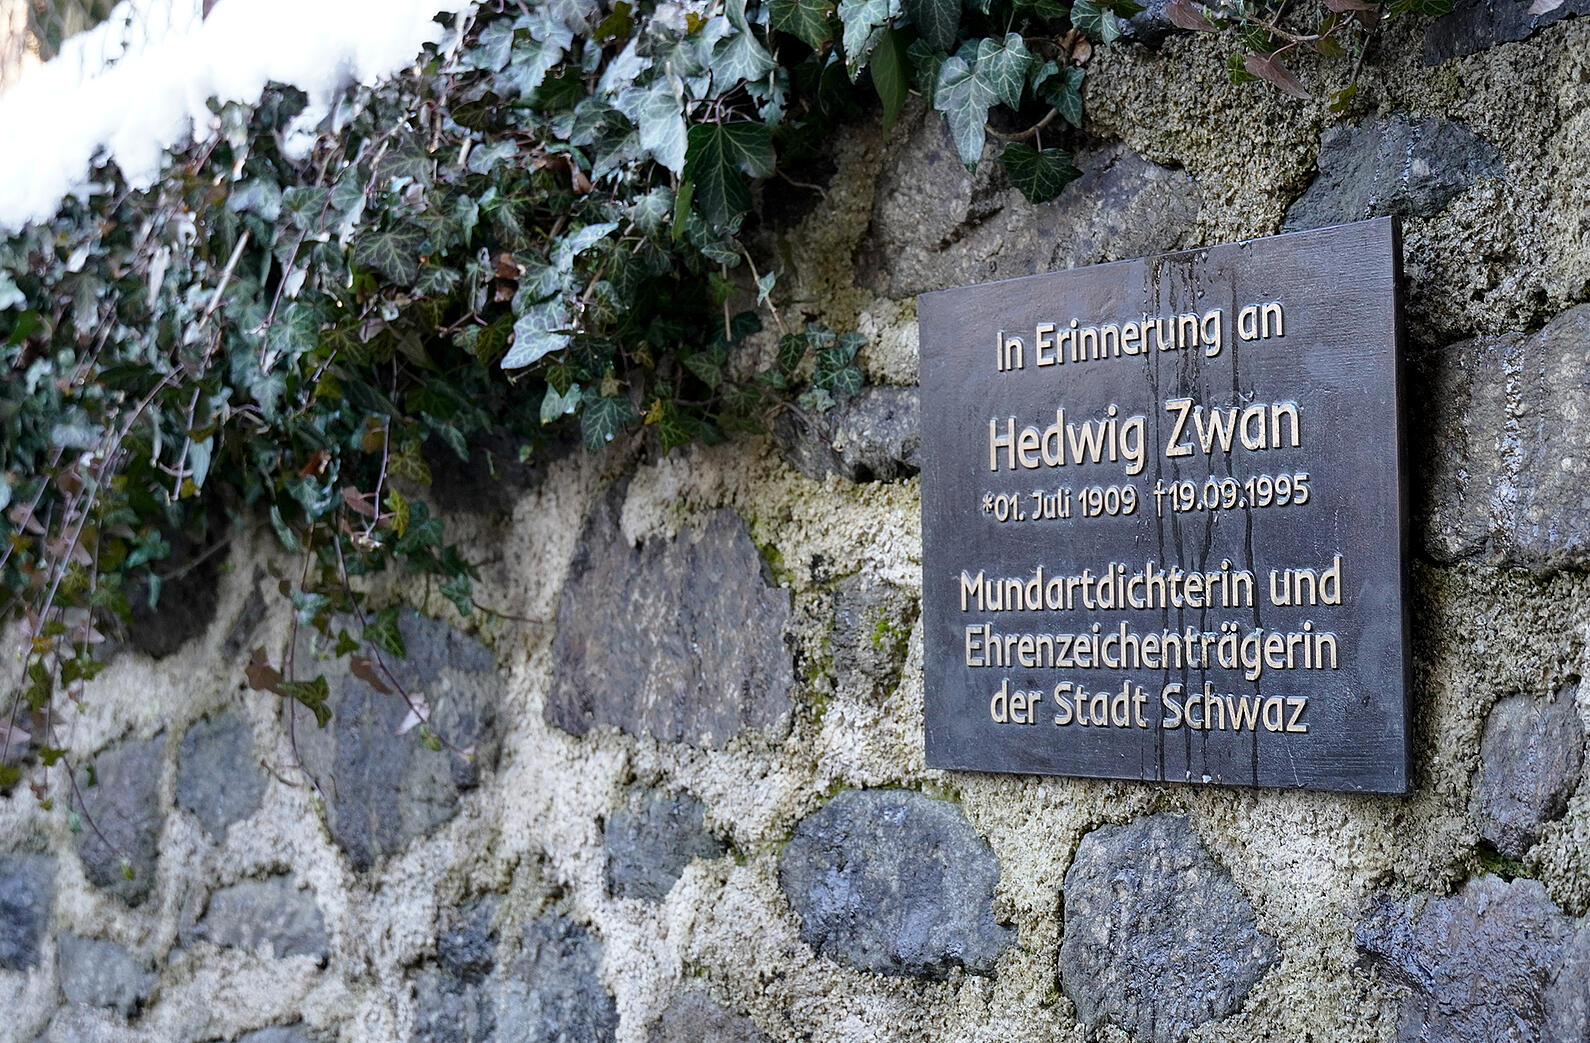 In Erinnerung an
Hedwig Zwan
*01. Juli 1909 †19.09.1995
Mundartdichterin und
Ehrenzeichenträgerin
der Stadt Schwaz